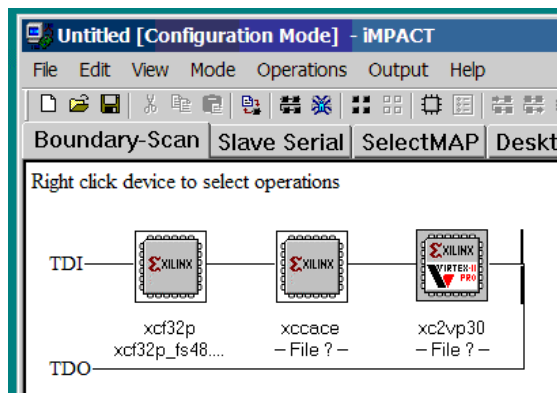 Untitled [Configuration Mode] - iMPACT
File Edit View Mode Operations Output Help
Boundary-Scan Slave Serial SelectMAP Deskt
Right click device to select operations
TDI
XILINX
XILINX
XILINX
VIRTEX-II
PRO
xcf32p xccace xc2vp30
xcf32p_fs48.... -- File ? -- -- File ? --
TDO